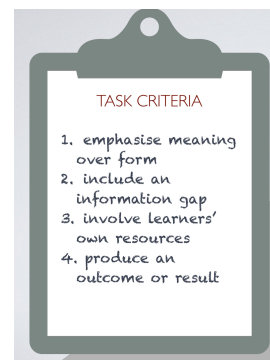 TASK CRITERIA
1. emphasise meaning
over form
2. include an
information gap
3. involve learners'
own resources
4. produce an
outcome or result